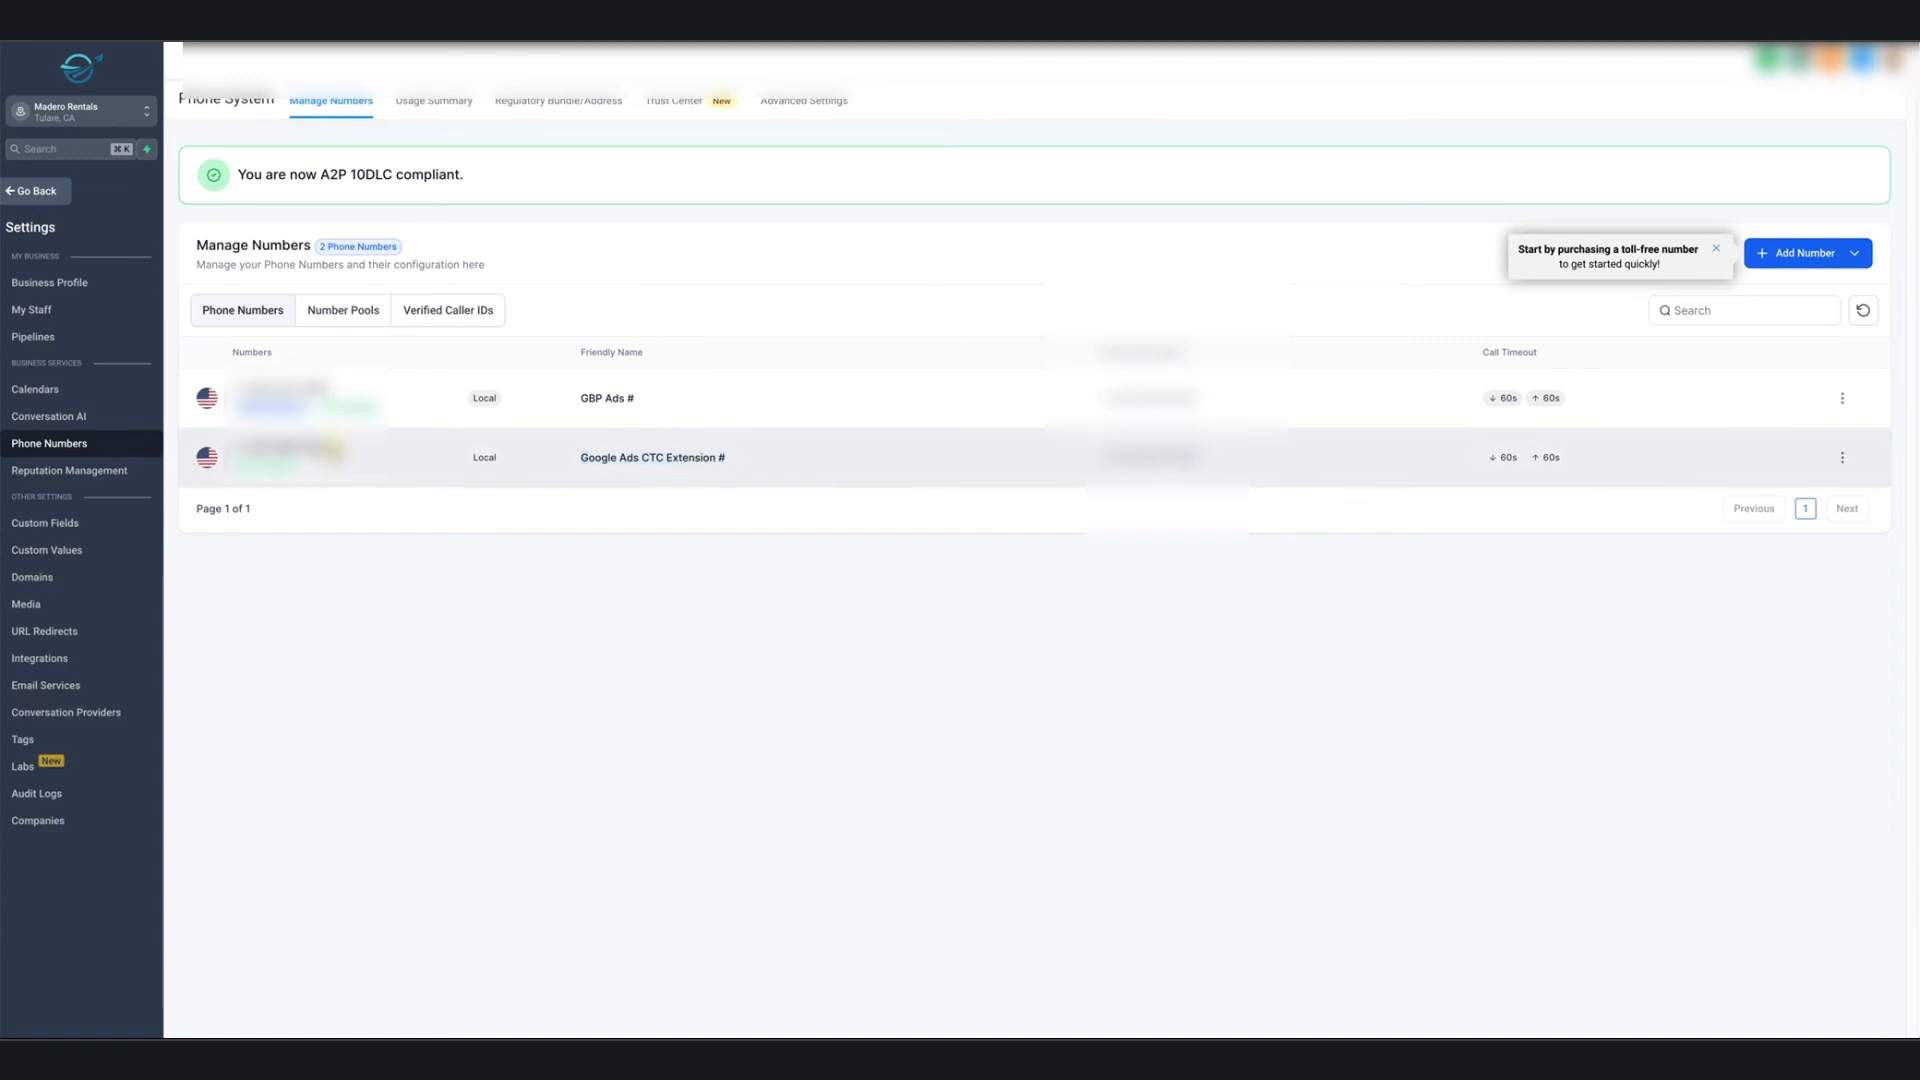 Madero Rentals
Tulare, CA
Search ⌘ K
Go Back
Settings
MY BUSINESS
Business Profile
My Staff
Pipelines
BUSINESS SERVICES
Calendars
Conversation AI
Phone Numbers
Reputation Management
OTHER SETTINGS
Custom Fields
Custom Values
Domains
Media
URL Redirects
Integrations
Email Services
Conversation Providers
Tags
Labs New
Audit Logs
Companies
Phone System Manage Numbers Usage Summary Regulatory Bundle/Address Trust Center New Advanced Settings
You are now A2P 10DLC compliant.
Manage Numbers 2 Phone Numbers
Manage your Phone Numbers and their configuration here
Start by purchasing a toll-free number
to get started quickly!
Add Number
Phone Numbers Number Pools Verified Caller IDs
Search
Numbers Friendly Name Call Timeout
Local GBP Ads # ↓ 60s ↑ 60s
Local Google Ads CTC Extension # ↓ 60s ↑ 60s
Page 1 of 1
Previous 1 Next